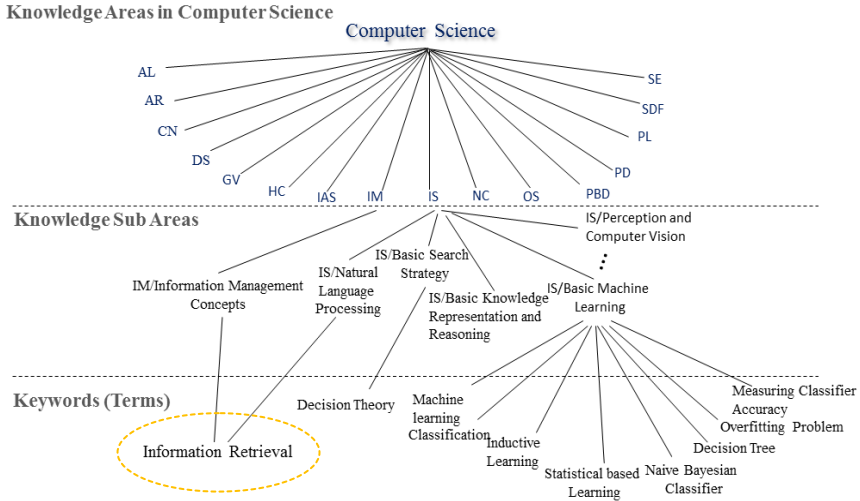 Knowledge Areas in Computer Science
Computer Science
AL
AR
CN
DS
GV
HC
IAS
IM
IS
NC
OS
PBD
PD
PL
SDF
SE
Knowledge Sub Areas
IM/Information Management
Concepts
IS/Natural
Language
Processing
IS/Basic Search
Strategy
IS/Basic Knowledge
Representation and
Reasoning
IS/Perception and
Computer Vision
IS/Basic Machine
Learning
Keywords (Terms)
Information Retrieval
Decision Theory
Machine
learning
Classification
Inductive
Learning
Statistical based
Learning
Naive Bayesian
Classifier
Decision Tree
Overfitting Problem
Measuring Classifier
Accuracy